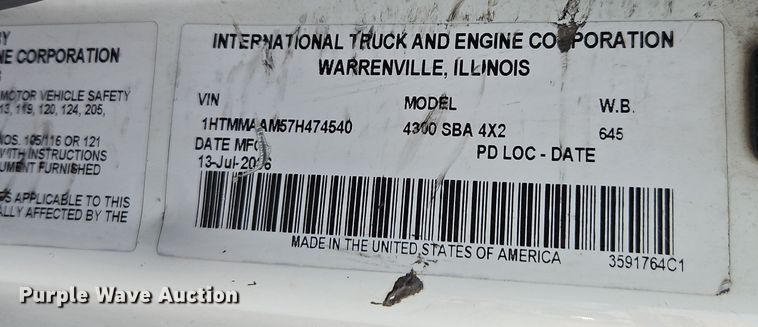 BY
NE CORPORATION
S
MOTOR VEHICLE SAFETY
13, 119, 120, 124, 205,
NOS. 105/116 OR 121
WITH INSTRUCTIONS
UMENT FURNISHED
ES APPLICABLE TO THIS
ALLY AFFECTED BY THE
INTERNATIONAL TRUCK AND ENGINE CORPORATION
WARRENVILLE, ILLINOIS
VIN MODEL W.B.
1HTMMAAM57H474540 4300 SBA 4X2 645
DATE MFG PD LOC - DATE
13-Jul-2006
MADE IN THE UNITED STATES OF AMERICA 3591764C1
Purple Wave Auction